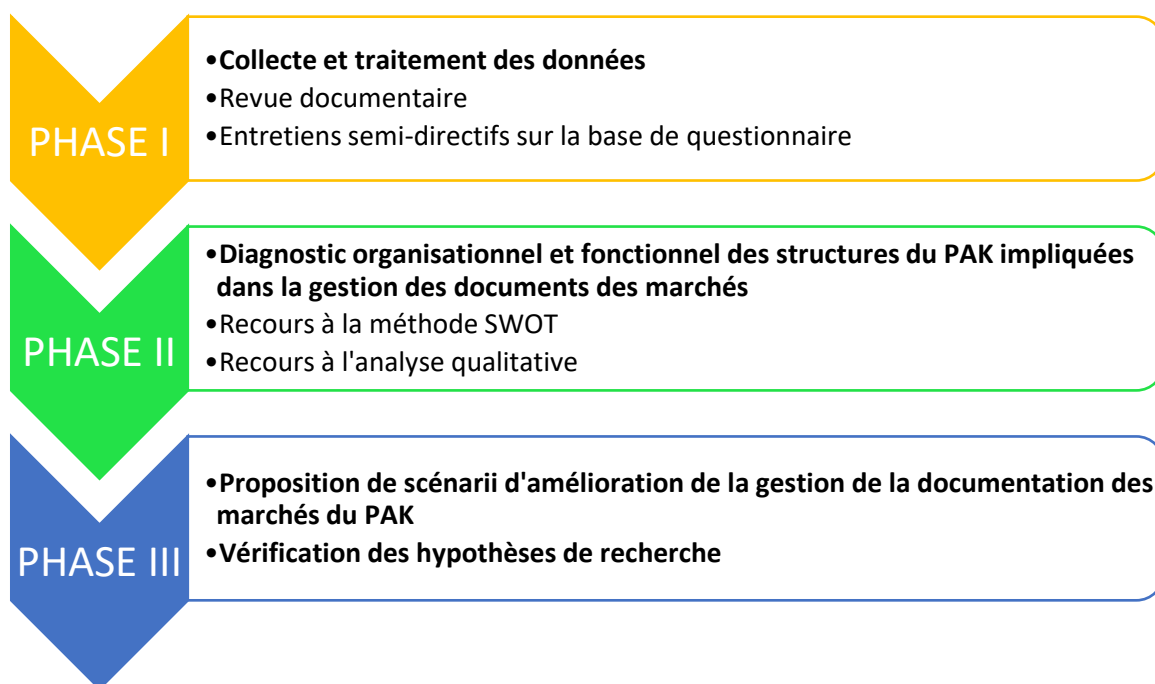 PHASE I
•Collecte et traitement des données
•Revue documentaire
•Entretiens semi-directifs sur la base de questionnaire
PHASE II
•Diagnostic organisationnel et fonctionnel des structures du PAK impliquées
dans la gestion des documents des marchés
•Recours à la méthode SWOT
•Recours à l'analyse qualitative
PHASE III
•Proposition de scénarii d'amélioration de la gestion de la documentation des
marchés du PAK
•Vérification des hypothèses de recherche